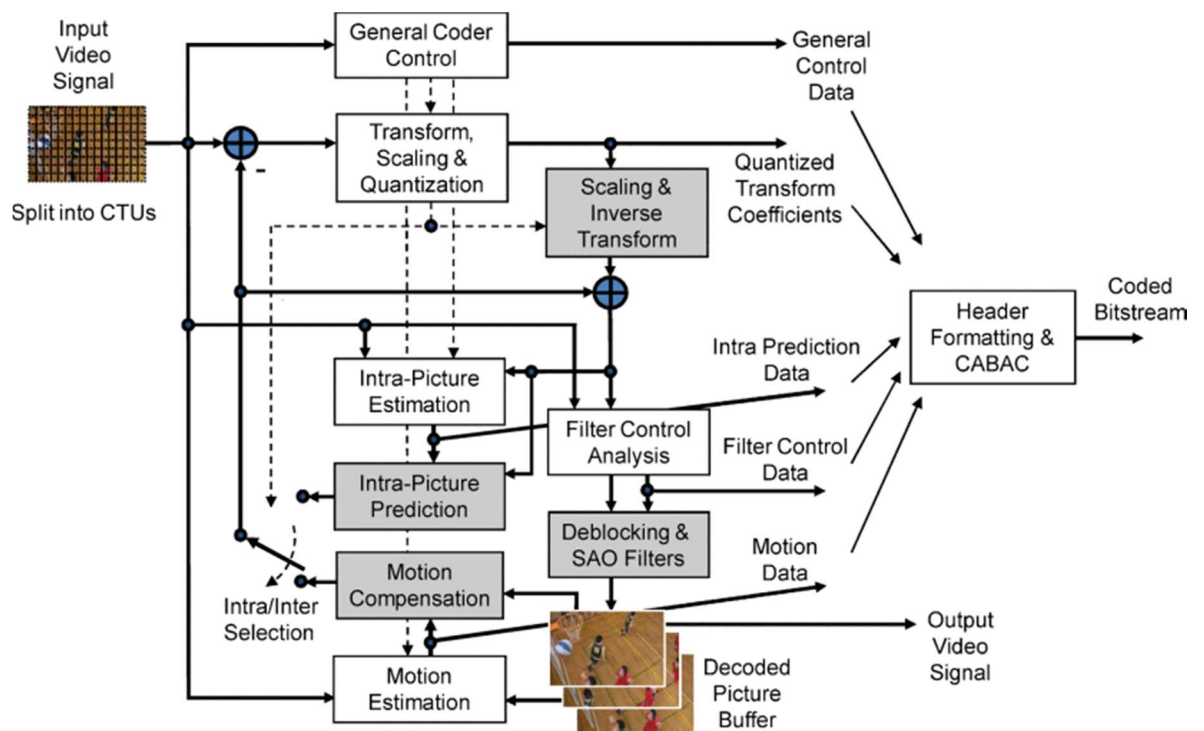 Input
Video
Signal
Split into CTUs
General Coder
Control
Transform,
Scaling &
Quantization
-
Scaling &
Inverse
Transform
Intra-Picture
Estimation
Intra-Picture
Prediction
Filter Control
Analysis
Deblocking &
SAO Filters
Motion
Compensation
Intra/Inter
Selection
Motion
Estimation
Decoded
Picture
Buffer
General
Control
Data
Quantized
Transform
Coefficients
Intra Prediction
Data
Filter Control
Data
Motion
Data
Output
Video
Signal
Header
Formatting &
CABAC
Coded
Bitstream